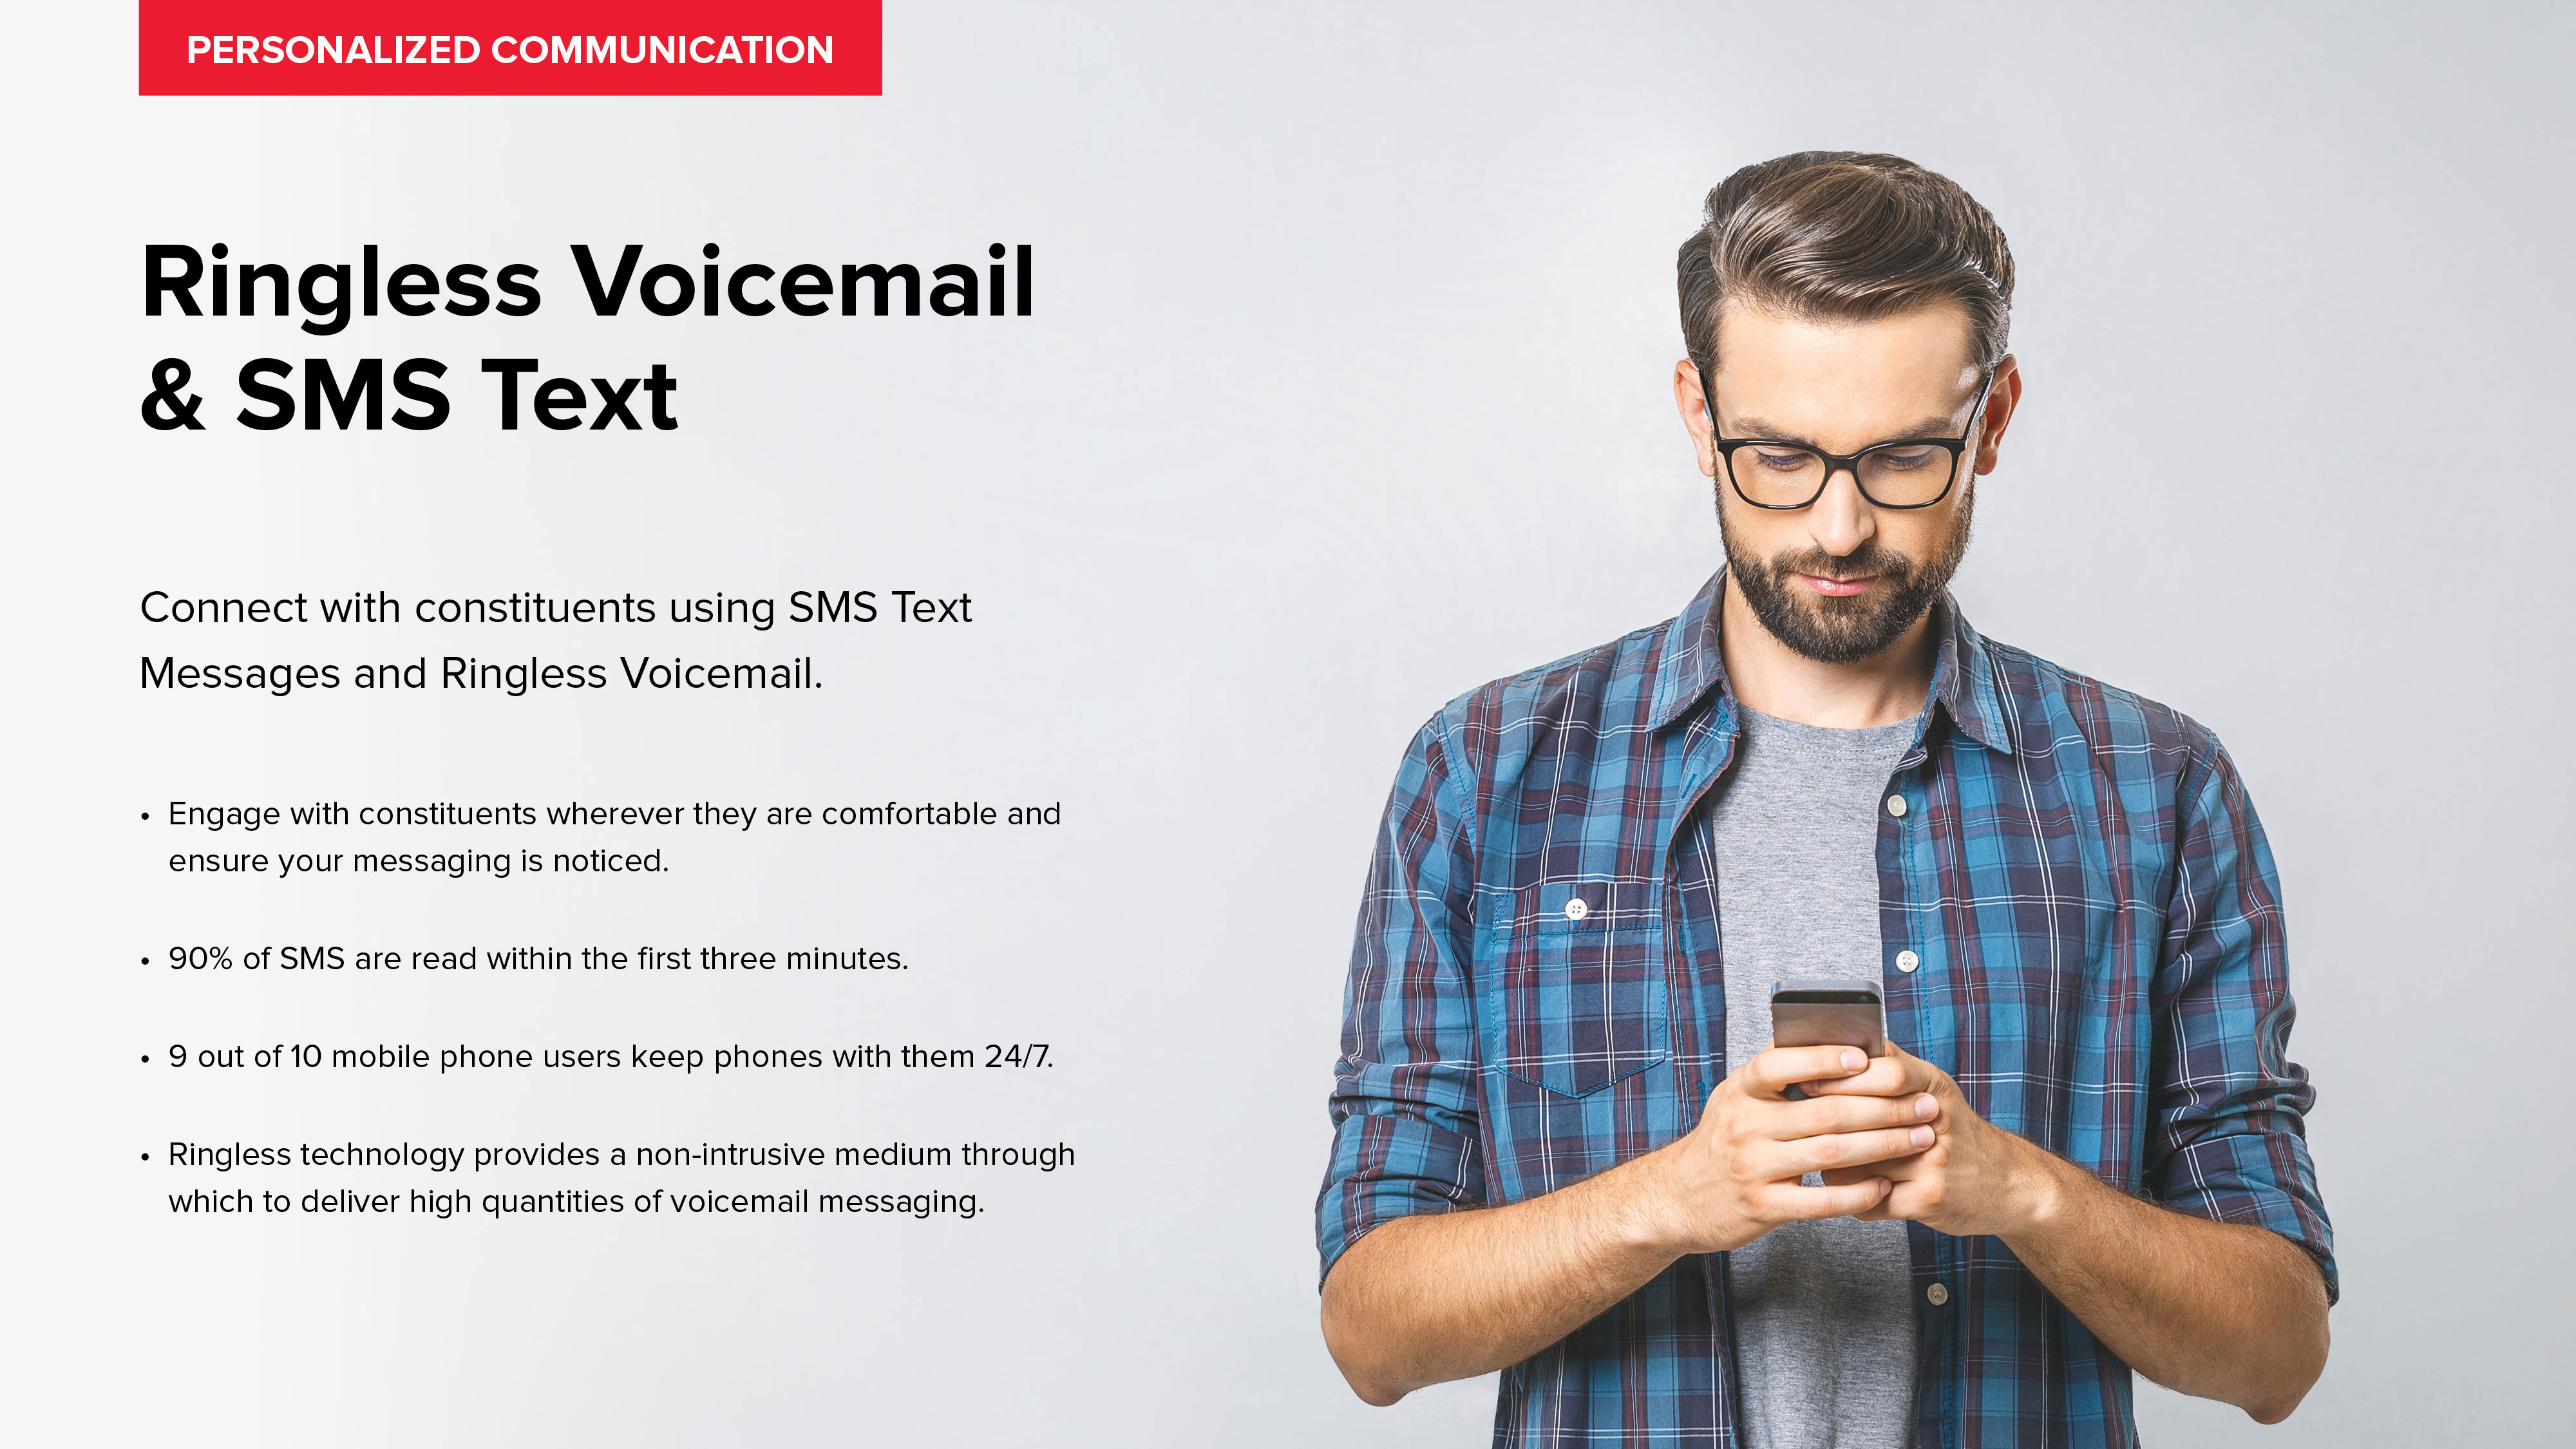 PERSONALIZED COMMUNICATION
Ringless Voicemail
& SMS Text
Connect with constituents using SMS Text
Messages and Ringless Voicemail.
• Engage with constituents wherever they are comfortable and
ensure your messaging is noticed.
• 90% of SMS are read within the first three minutes.
• 9 out of 10 mobile phone users keep phones with them 24/7.
• Ringless technology provides a non-intrusive medium through
which to deliver high quantities of voicemail messaging.